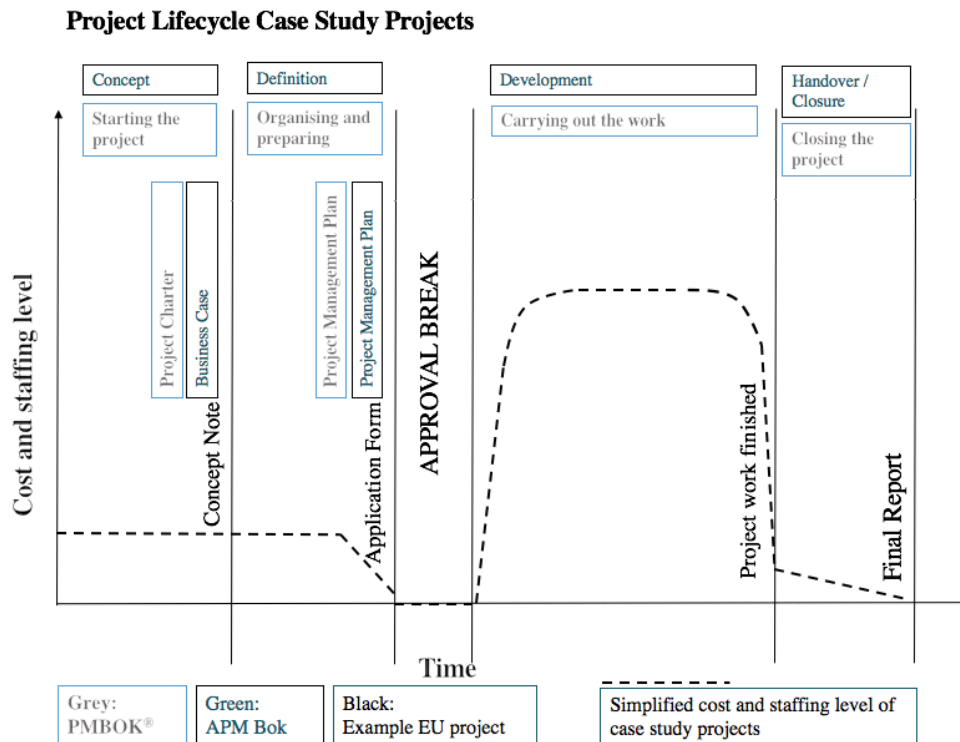 Project Lifecycle Case Study Projects
Concept
Definition
Development
Handover /
Closure
Starting the
project
Organising and
preparing
Carrying out the work
Closing the
project
Cost and staffing level
Project Charter
Business Case
Concept Note
Project Management Plan
Project Management Plan
Application Form
APPROVAL BREAK
Project work finished
Final Report
Time
Grey:
PMBOK®
Green:
APM Bok
Black:
Example EU project
Simplified cost and staffing level of
case study projects